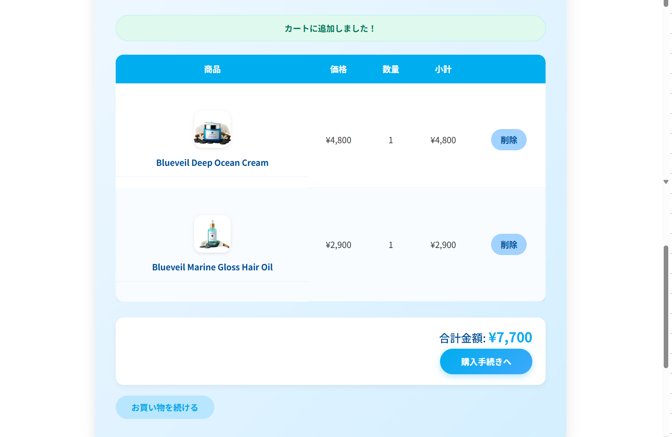 カートに追加しました！
商品 価格 数量 小計
Blueveil Deep Ocean Cream ¥4,800 1 ¥4,800 削除
Blueveil Marine Gloss Hair Oil ¥2,900 1 ¥2,900 削除
合計金額: ¥7,700
購入手続きへ
お買い物を続ける